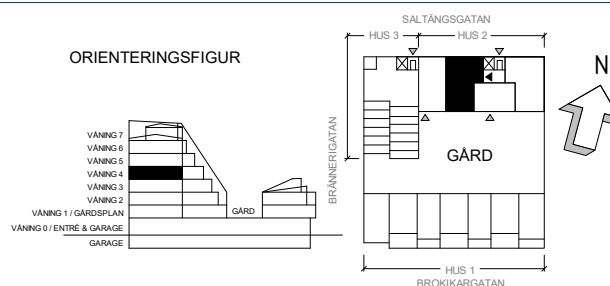 ORIENTERINGSFIGUR
VÅNING 7
VÅNING 6
VÅNING 5
VÅNING 4
VÅNING 3
VÅNING 2
VÅNING 1 / GÅRDSPLAN
VÅNING 0 / ENTRÉ & GARAGE
GARAGE
GÅRD
SALTÄNGSGATAN
HUS 3
HUS 2
BRÄNNERIGATAN
GÅRD
N
HUS 1
BROKIKARGATAN